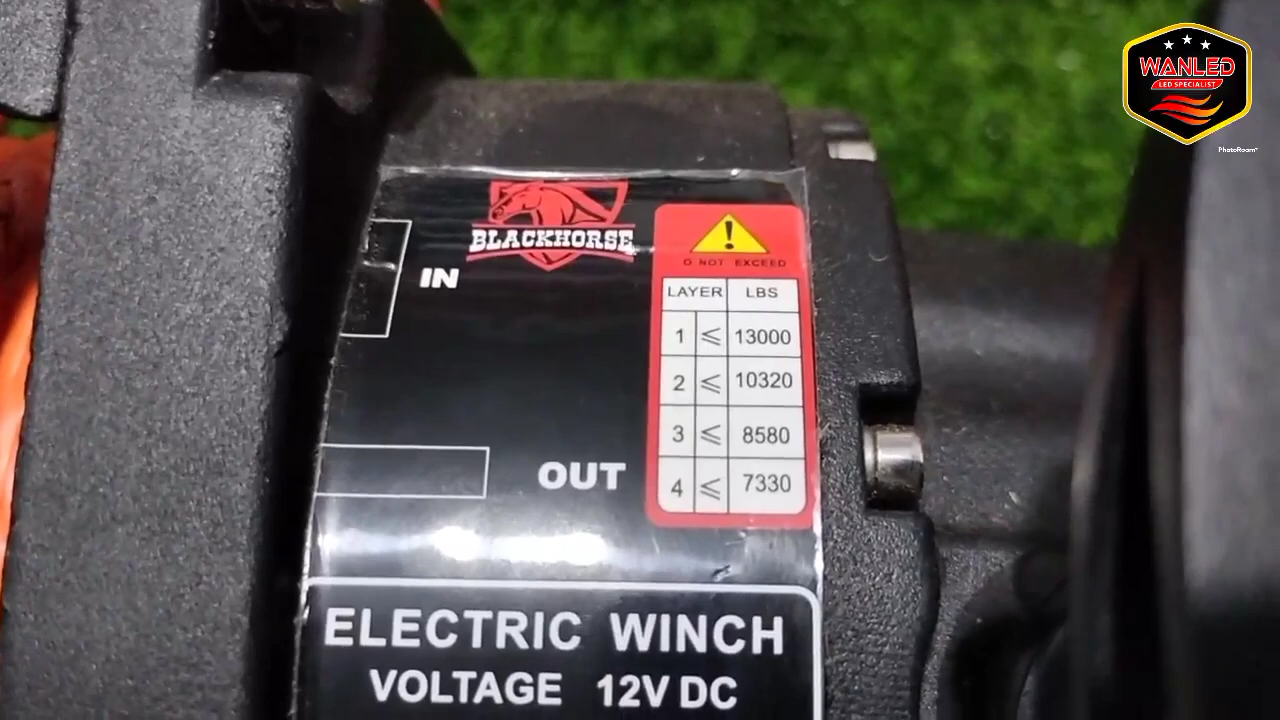 WANLED
LED SPECIALIST
PhotoRoom
BLACKHORSE
IN
OUT
O NOT EXCEED
LAYER LBS
1 ⩽ 13000
2 ⩽ 10320
3 ⩽ 8580
4 ⩽ 7330
ELECTRIC WINCH
VOLTAGE 12V DC